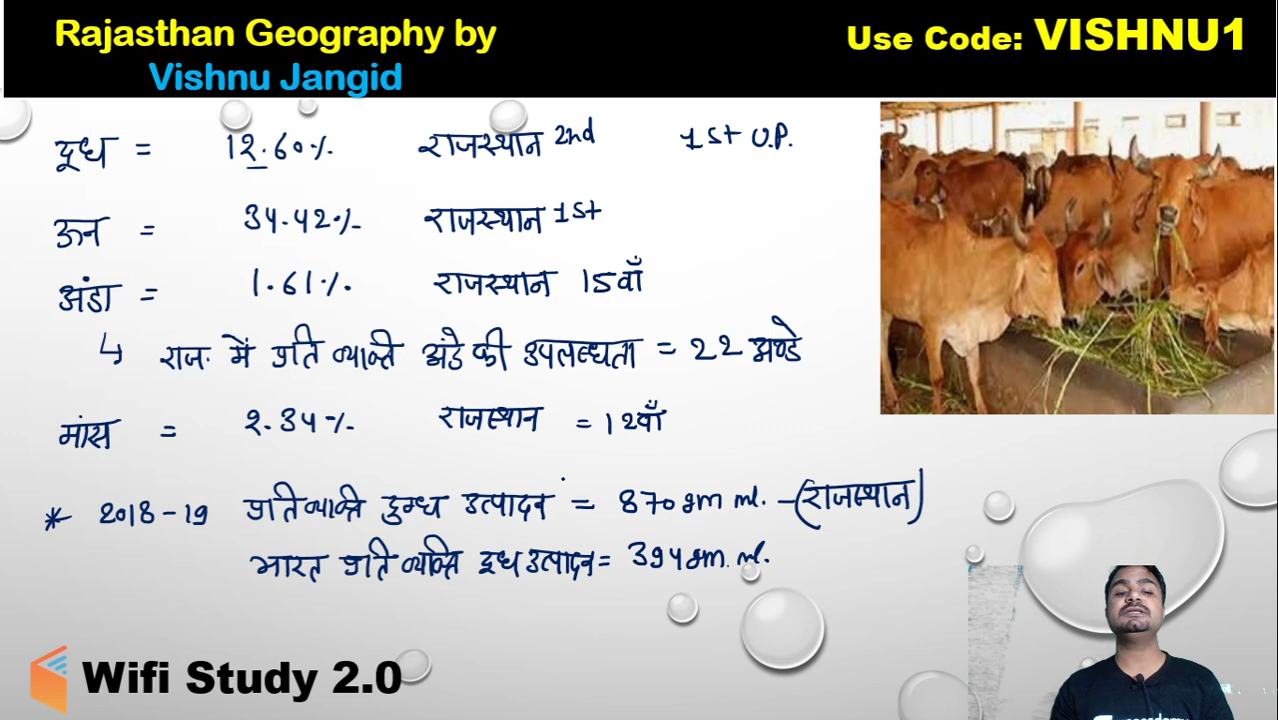 Rajasthan Geography by
Vishnu Jangid
Use Code: VISHNU1
दूध = 12.60% राजस्थान 2nd 1st U.P.
ऊन = 34.42% राजस्थान 1st
अंडा = 1.61% राजस्थान 15वाँ
↳ राज. में प्रति व्यक्ति अंडे की उपलब्धता = 22 अण्डे
मांस = 2.34% राजस्थान = 12वाँ
* 2018-19 प्रति व्यक्ति दुग्ध उत्पादन = 870 gm ml. - (राजस्थान)
भारत प्रति व्यक्ति दूध उत्पादन = 394 gm. ml.
Wifi Study 2.0